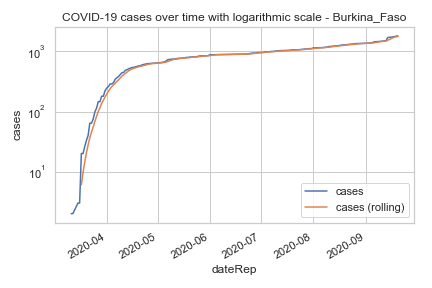 COVID-19 cases over time with logarithmic scale - Burkina_Faso
10³
10²
10¹
cases
cases
cases (rolling)
2020-04
2020-05
2020-06
2020-07
2020-08
2020-09
dateRep